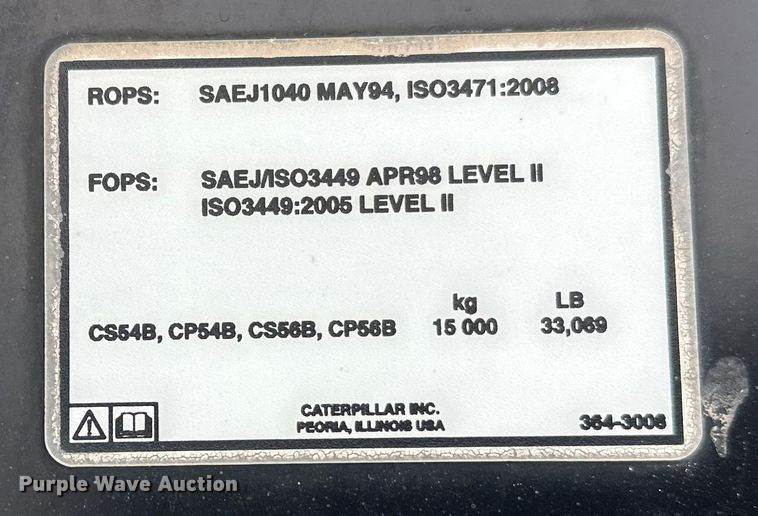 ROPS: SAEJ1040 MAY94, ISO3471:2008
FOPS: SAEJ/ISO3449 APR98 LEVEL II
ISO3449:2005 LEVEL II
kg LB
CS54B, CP54B, CS56B, CP56B 15 000 33,069
CATERPILLAR INC.
PEORIA, ILLINOIS USA
364-3008
Purple Wave Auction